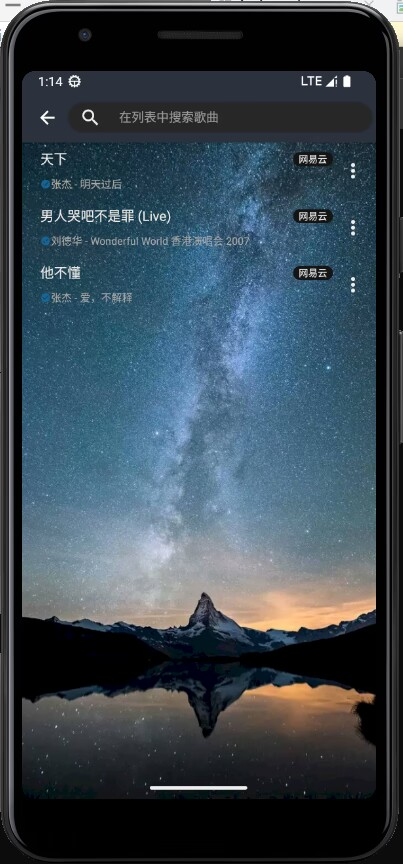 1:14 LTE
在列表中搜索歌曲
天下 网易云
张杰 - 明天过后
男人哭吧不是罪 (Live) 网易云
刘德华 - Wonderful World 香港演唱会 2007
他不懂 网易云
张杰 - 爱，不解释